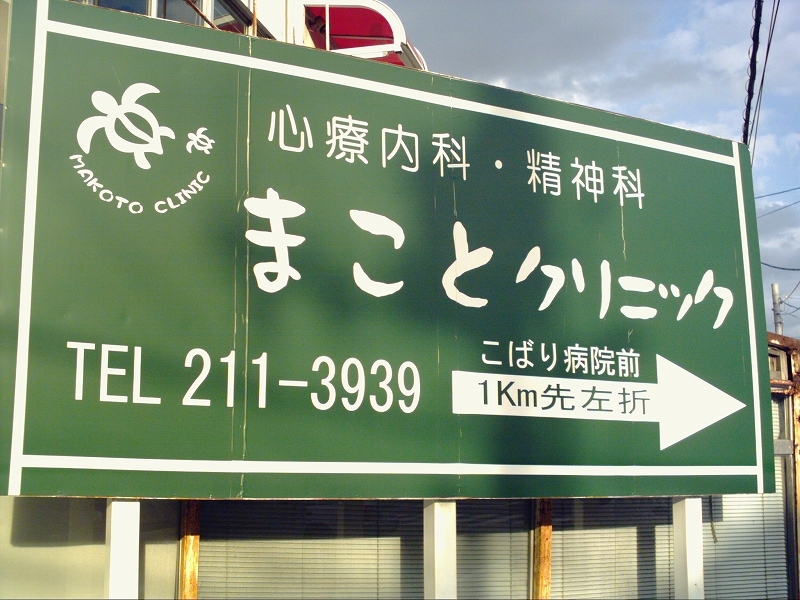 心療内科・精神科
MAKOTO CLINIC
まことクリニック
TEL 211-3939
こばり病院前
1Km先左折